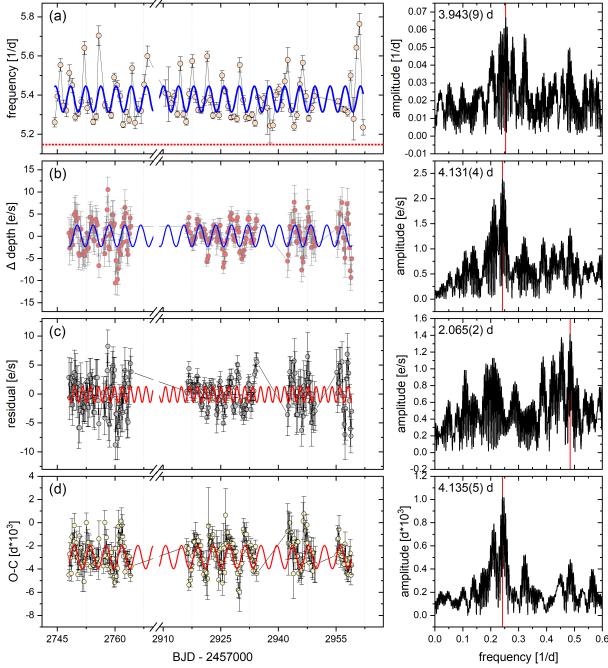 (a)
frequency [1/d]
5.8
5.6
5.4
5.2
3.943(9) d
amplitude [1/d]
0.07
0.06
0.05
0.04
0.03
0.02
0.01
0.00
-0.01
(b)
Δ depth [e/s]
15
10
5
0
-5
-10
-15
4.131(4) d
amplitude [e/s]
2.5
2.0
1.5
1.0
0.5
0.0
(c)
residual [e/s]
10
5
0
-5
-10
2.065(2) d
amplitude [e/s]
1.6
1.4
1.2
1.0
0.8
0.6
0.4
0.2
0.0
-0.2
(d)
O-C [d*10^3]
4
2
0
-2
-4
-6
-8
4.135(5) d
amplitude [d*10^3]
1.2
1.0
0.8
0.6
0.4
0.2
0.0
2745 2760 2910 2925 2940 2955
BJD - 2457000
0.0 0.1 0.2 0.3 0.4 0.5 0.6
frequency [1/d]